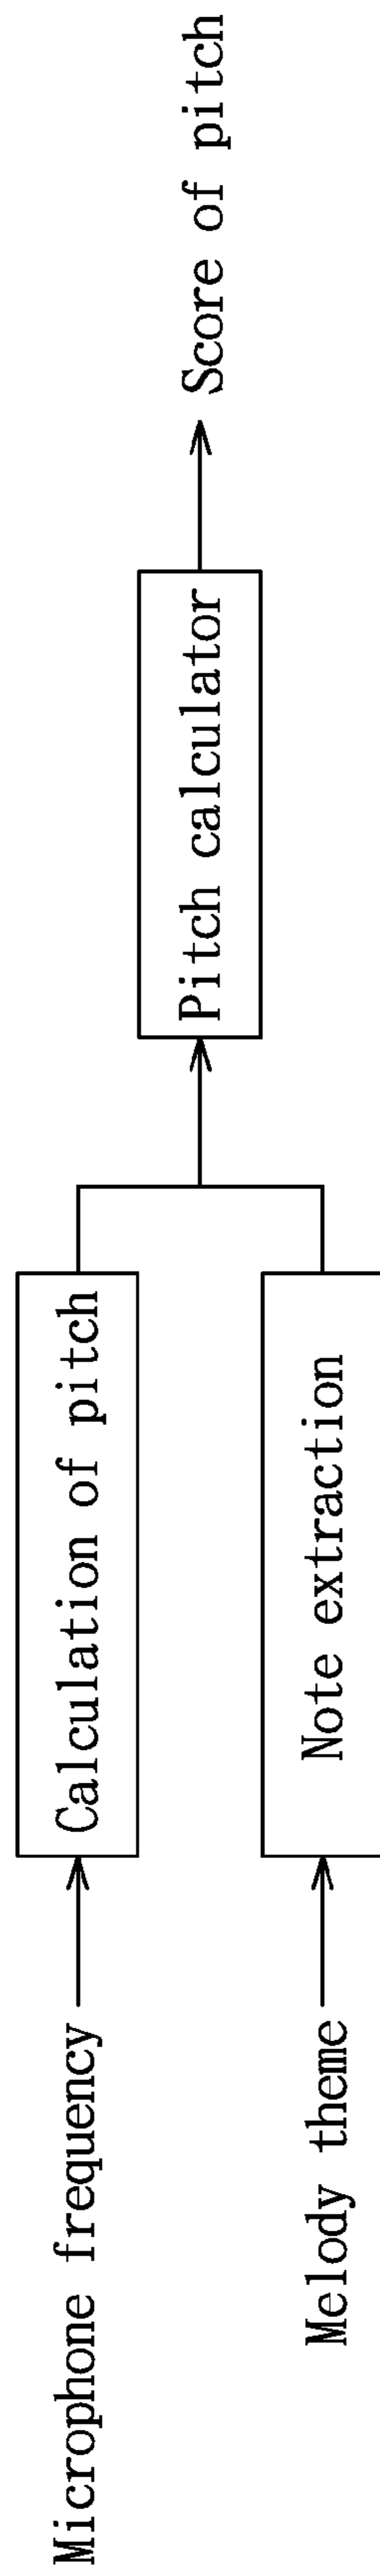 Microphone frequency
Calculation of pitch
Melody theme
Note extraction
Pitch calculator
Score of pitch